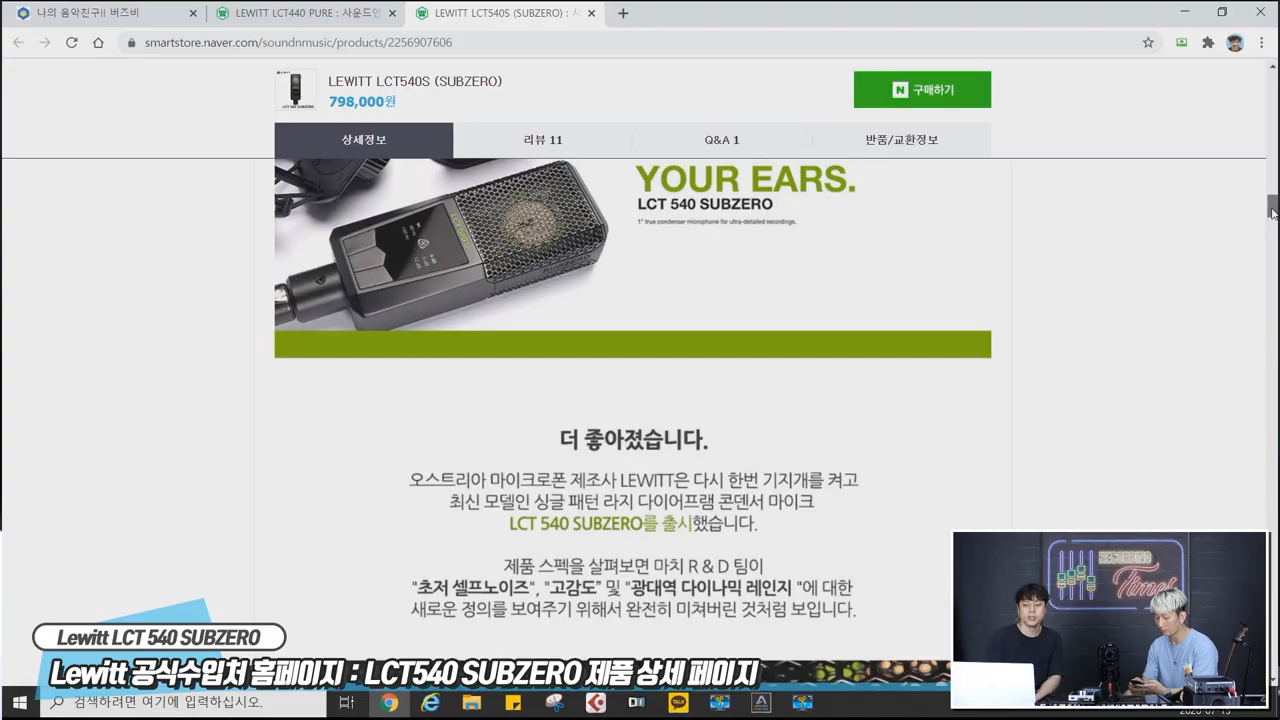 나의 음악친구!! 버즈비
LEWITT LCT440 PURE : 사운드앤
LEWITT LCT540S (SUBZERO) : 사
smartstore.naver.com/soundnmusic/products/2256907606
LEWITT LCT540S (SUBZERO)
798,000원
N 구매하기
상세정보
리뷰 11
Q&A 1
반품/교환정보
YOUR EARS.
LCT 540 SUBZERO
1" true condenser microphone for ultra-detailed recordings.
더 좋아졌습니다.
오스트리아 마이크로폰 제조사 LEWITT은 다시 한번 기지개를 켜고
최신 모델인 싱글 패턴 라지 다이어프램 콘덴서 마이크
LCT 540 SUBZERO를 출시했습니다.
제품 스펙을 살펴보면 마치 R & D 팀이
"초저 셀프노이즈", "고감도" 및 "광대역 다이나믹 레인지 "에 대한
새로운 정의를 보여주기 위해서 완전히 미쳐버린 것처럼 보입니다.
RECORDING
Times
Lewitt LCT 540 SUBZERO
Lewitt 공식수입처 홈페이지 : LCT540 SUBZERO 제품 상세 페이지
검색하려면 여기에 입력하십시오.
TALK